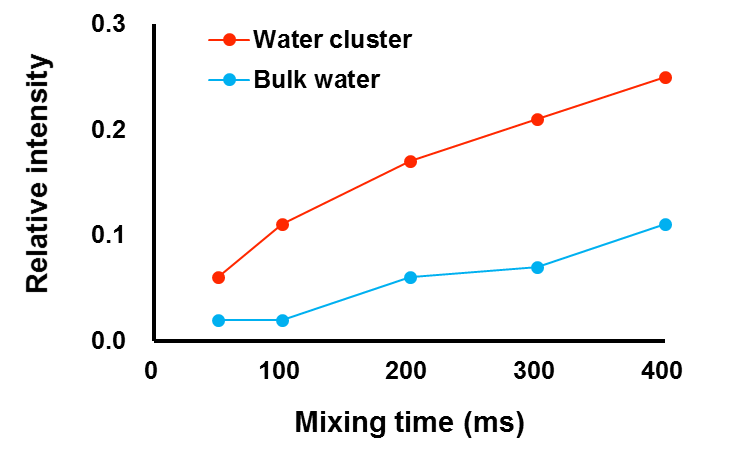 0.3
0.2
0.1
0.0
Relative intensity
Water cluster
Bulk water
0 100 200 300 400
Mixing time (ms)